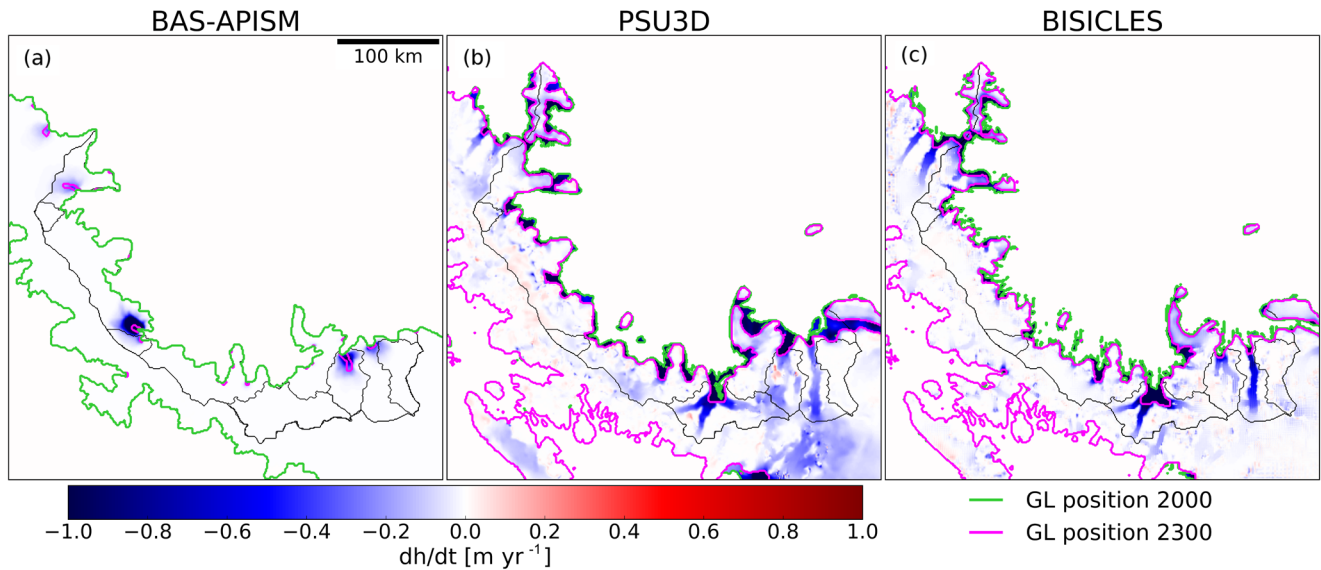 BAS-APISM PSU3D BISICLES
(a) 100 km (b) (c)
−1.0 −0.8 −0.6 −0.4 −0.2 0.0 0.2 0.4 0.6 0.8 1.0
dh/dt [m yr⁻¹]
GL position 2000
GL position 2300